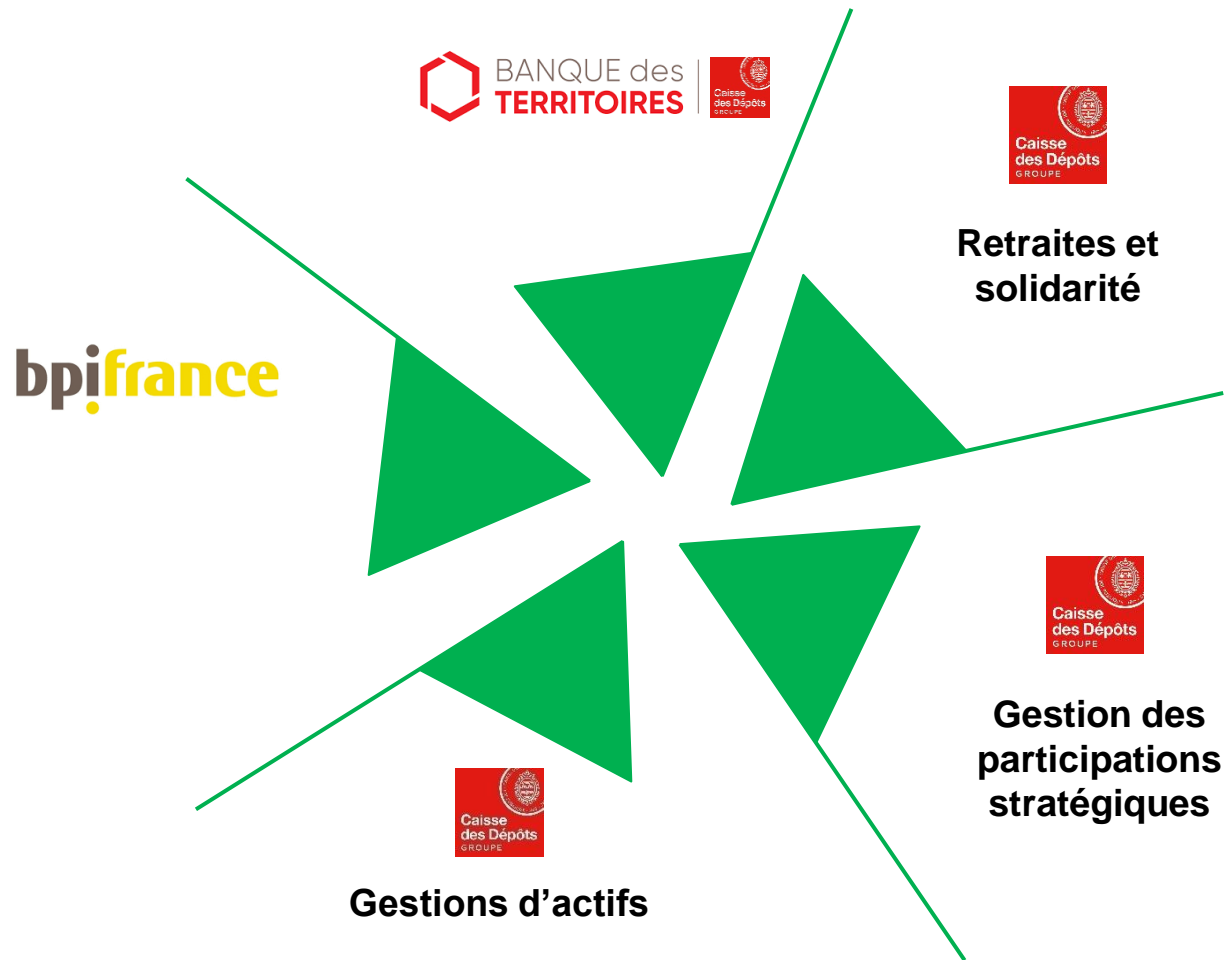 BANQUE des
TERRITOIRES
Caisse
des Dépôts
GROUPE
Caisse
des Dépôts
GROUPE
Retraites et
solidarité
bpifrance
Caisse
des Dépôts
GROUPE
Gestion des
participations
stratégiques
Caisse
des Dépôts
GROUPE
Gestions d’actifs